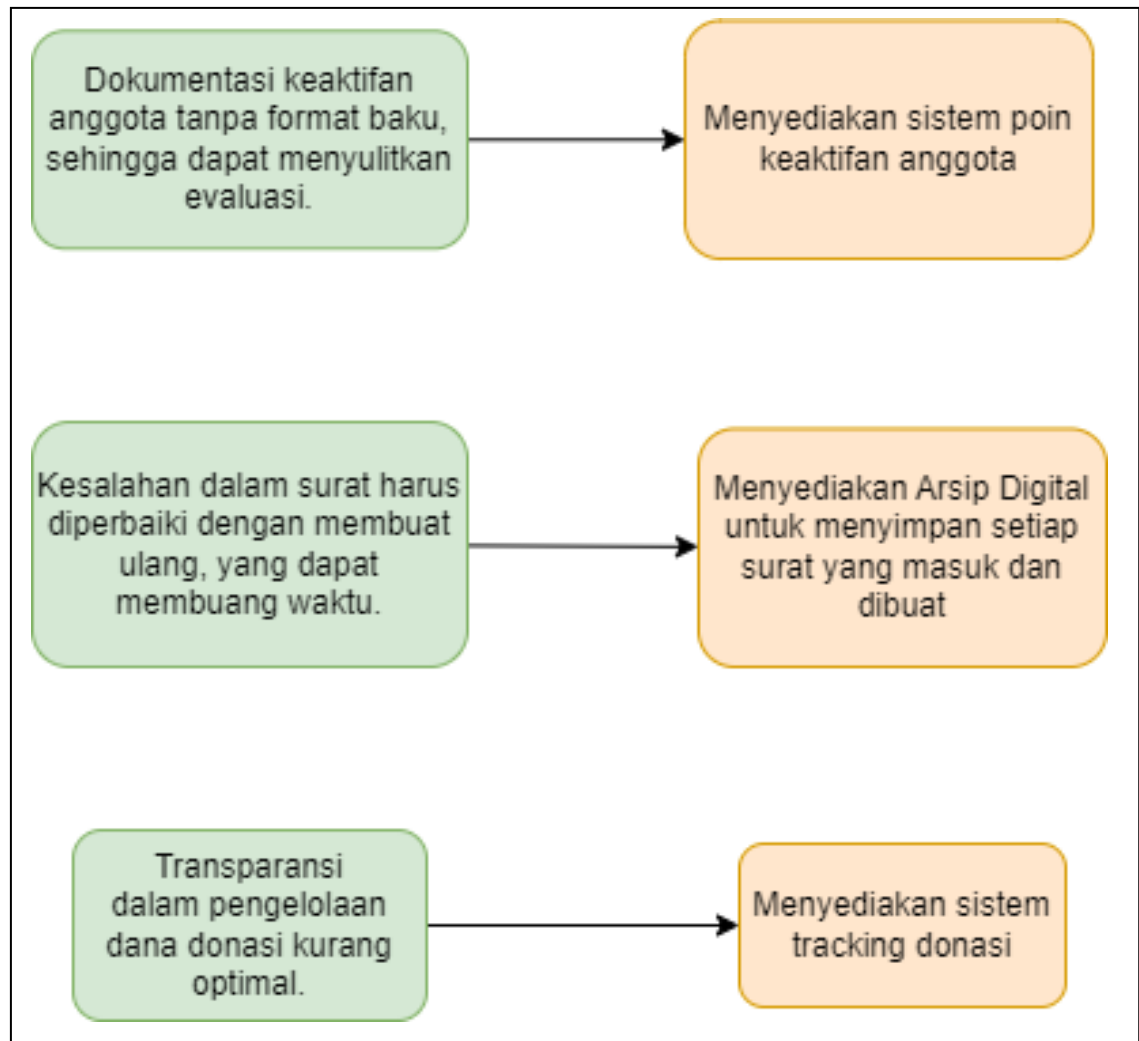 Dokumentasi keaktifan
anggota tanpa format baku,
sehingga dapat menyulitkan
evaluasi.
Menyediakan sistem poin
keaktifan anggota
Kesalahan dalam surat harus
diperbaiki dengan membuat
ulang, yang dapat
membuang waktu.
Menyediakan Arsip Digital
untuk menyimpan setiap
surat yang masuk dan
dibuat
Transparansi
dalam pengelolaan
dana donasi kurang
optimal.
Menyediakan sistem
tracking donasi